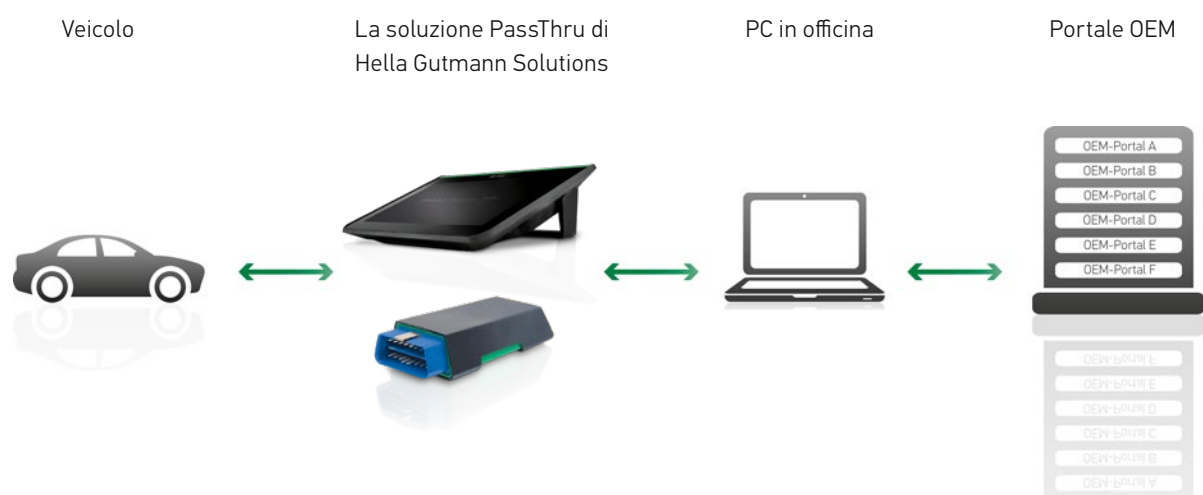 Veicolo
La soluzione PassThru di
Hella Gutmann Solutions
PC in officina
Portale OEM
OEM-Portal A
OEM-Portal B
OEM-Portal C
OEM-Portal D
OEM-Portal E
OEM-Portal F